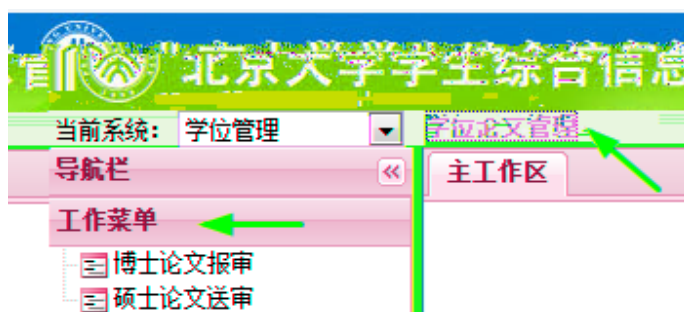 北京大学学生综合信息
当前系统： 学位管理 学位论文管理
导航栏 主工作区
工作菜单
博士论文报审
硕士论文送审